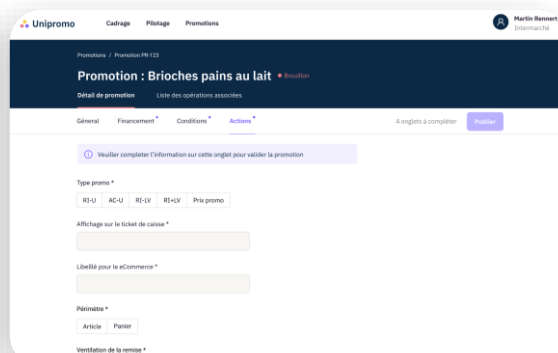 Unipromo Cadrage Pilotage Promotions Martin Rennert
Intermarché
Promotions / Promotion PR-123
Promotion : Brioches pains au lait Brouillon
Détail de promotion Liste des opérations associées
Géneral Financement Conditions Actions 4 onglets à compléter Publier
Veuiller completer l'information sur cette onglet pour valider la promotion
Type promo *
RI-U AC-U RI-LV RI+LV Prix promo
Affichage sur le ticket de caisse *
Libelllé pour le eCommerce *
Périmètre *
Article Panier
Ventilation de la remise *